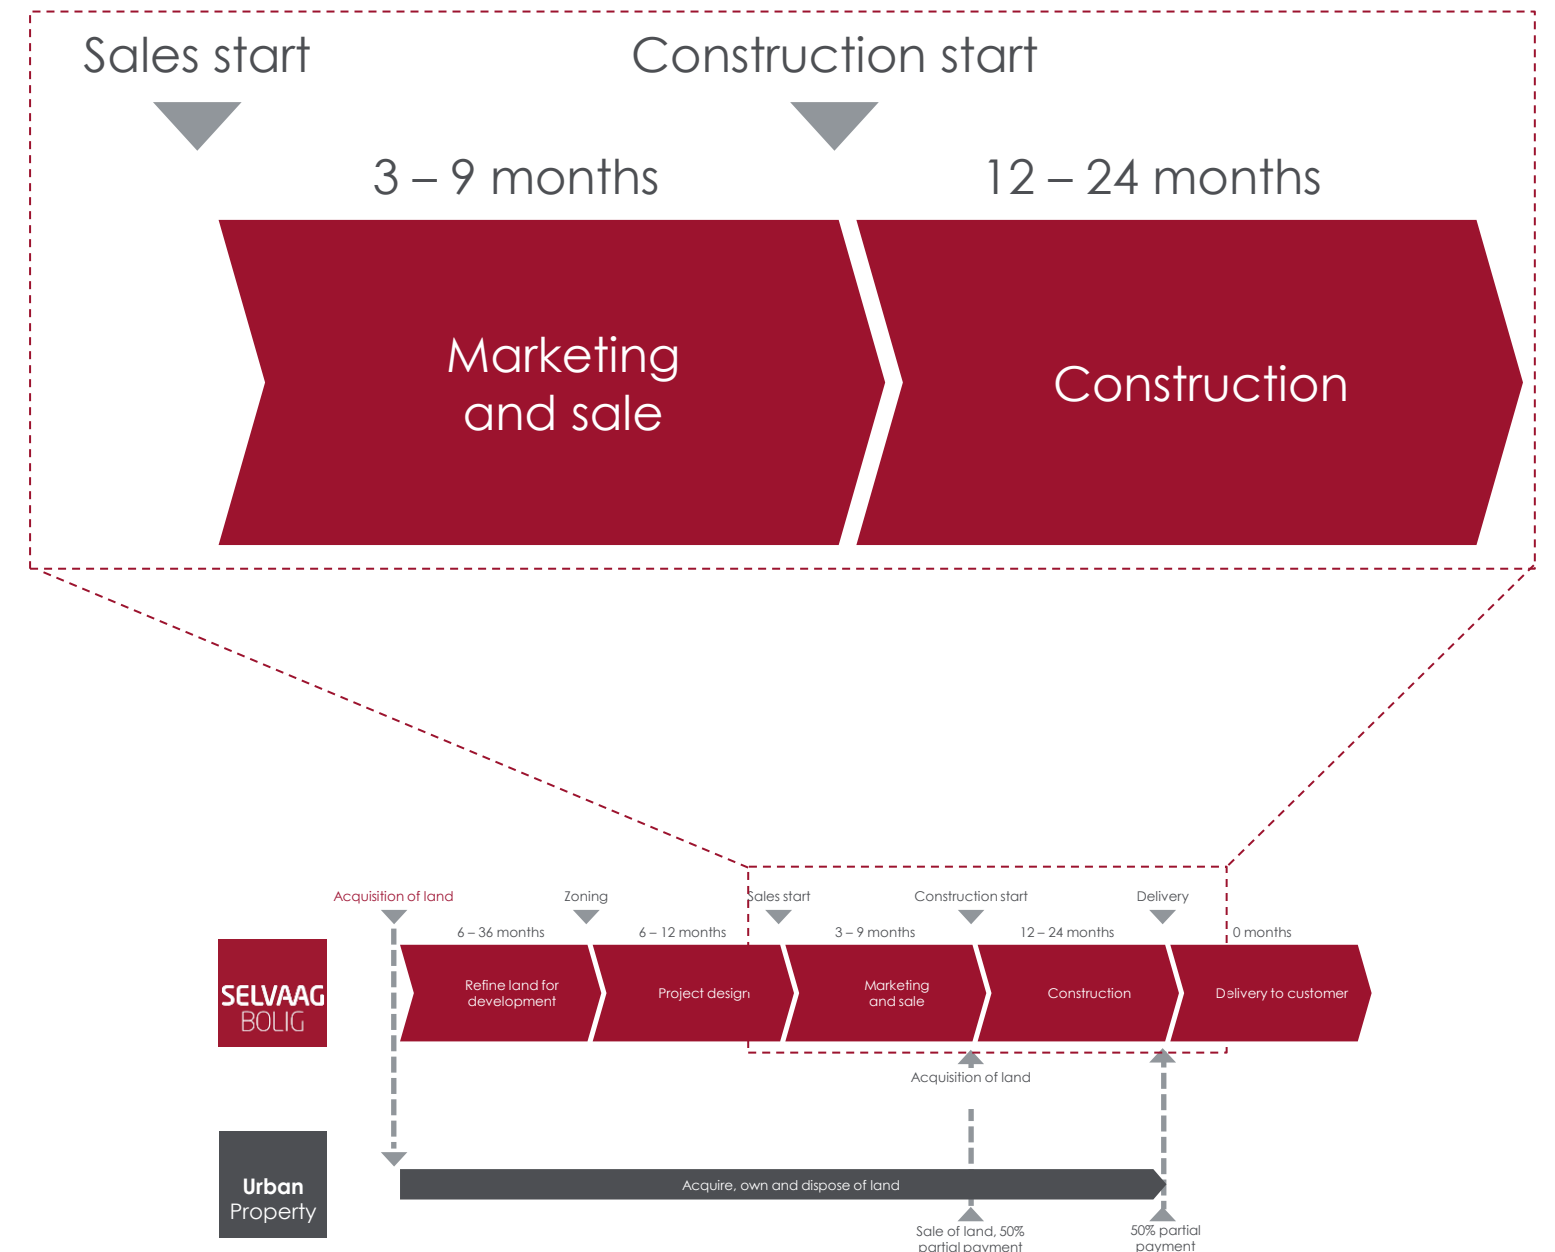 Sales start
Construction start
3 – 9 months
12 – 24 months
Marketing
and sale
Construction
Acquisition of land
Zoning
Sales start
Construction start
Delivery
6 – 36 months
6 – 12 months
3 – 9 months
12 – 24 months
0 months
SELVAAG
BOLIG
Refine land for
development
Project design
Marketing
and sale
Construction
Delivery to customer
Acquisition of land
Urban
Property
Acquire, own and dispose of land
Sale of land, 50%
partial payment
50% partial
payment